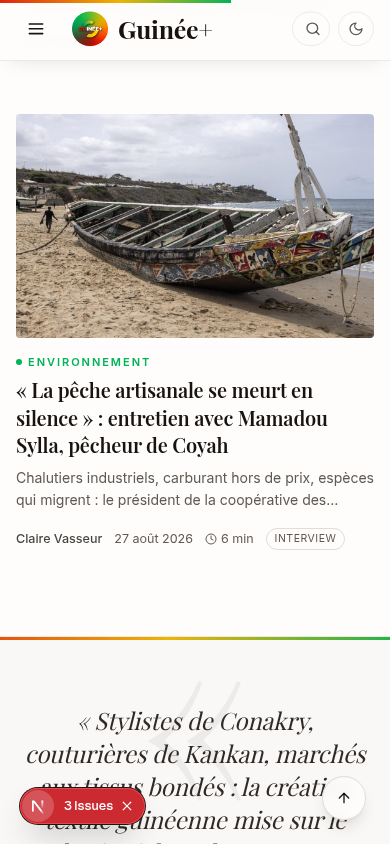 Guinée+
ENVIRONNEMENT
« La pêche artisanale se meurt en
silence » : entretien avec Mamadou
Sylla, pêcheur de Coyah
Chalutiers industriels, carburant hors de prix, espèces
qui migrent : le président de la coopérative des...
Claire Vasseur 27 août 2026 6 min INTERVIEW
« Stylistes de Conakry,
couturières de Kankan, marchés
aux tissus bondés : la créati
textile guinéenne mise sur le
N 3 Issues